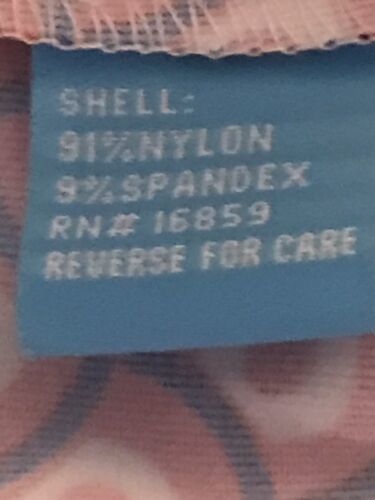 SHELL:
91%NYLON
9%SPANDEX
RN# 16859
REVERSE FOR CARE